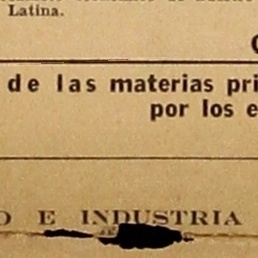 Latina.
de las materias pri
por los e
O E INDUSTRIA